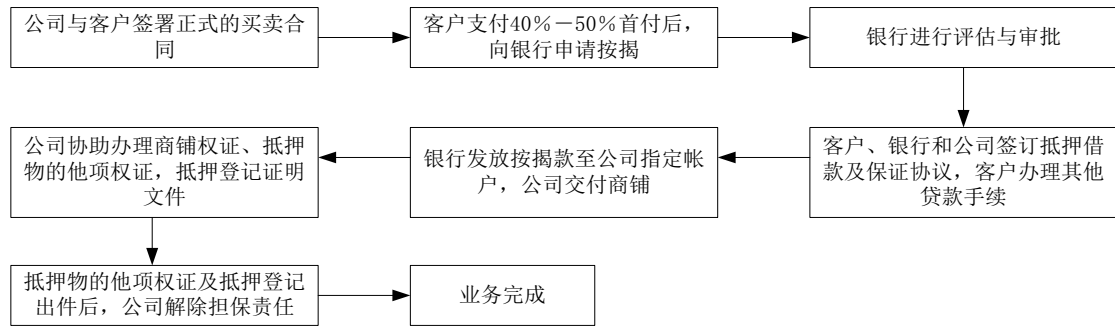 公司与客户签署正式的买卖合
同
客户支付40％－50％首付后，
向银行申请按揭
银行进行评估与审批
客户、银行和公司签订抵押借
款及保证协议，客户办理其他
贷款手续
银行发放按揭款至公司指定帐
户，公司交付商铺
公司协助办理商铺权证、抵押
物的他项权证，抵押登记证明
文件
抵押物的他项权证及抵押登记
出件后，公司解除担保责任
业务完成